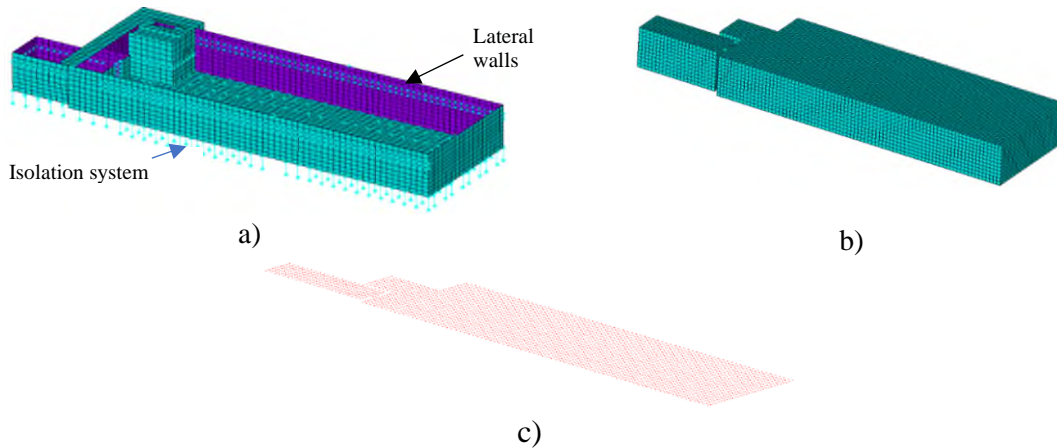 Lateral
walls
Isolation system
a)
b)
c)